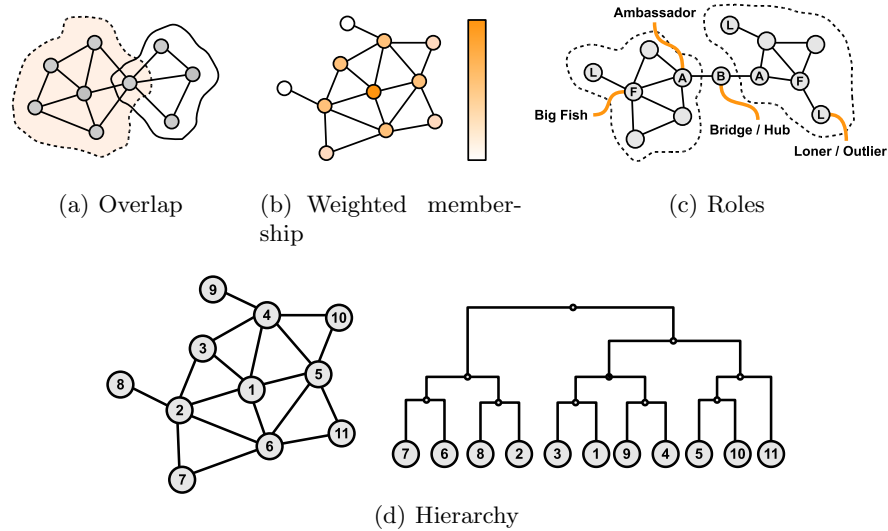 Ambassador
L
L
A
B
A
F
F
L
Big Fish
Bridge / Hub
Loner / Outlier
(a) Overlap
(b) Weighted member-
ship
(c) Roles
9
4
10
3
5
8
1
2
11
6
7
7 6 8 2 3 1 9 4 5 10 11
(d) Hierarchy